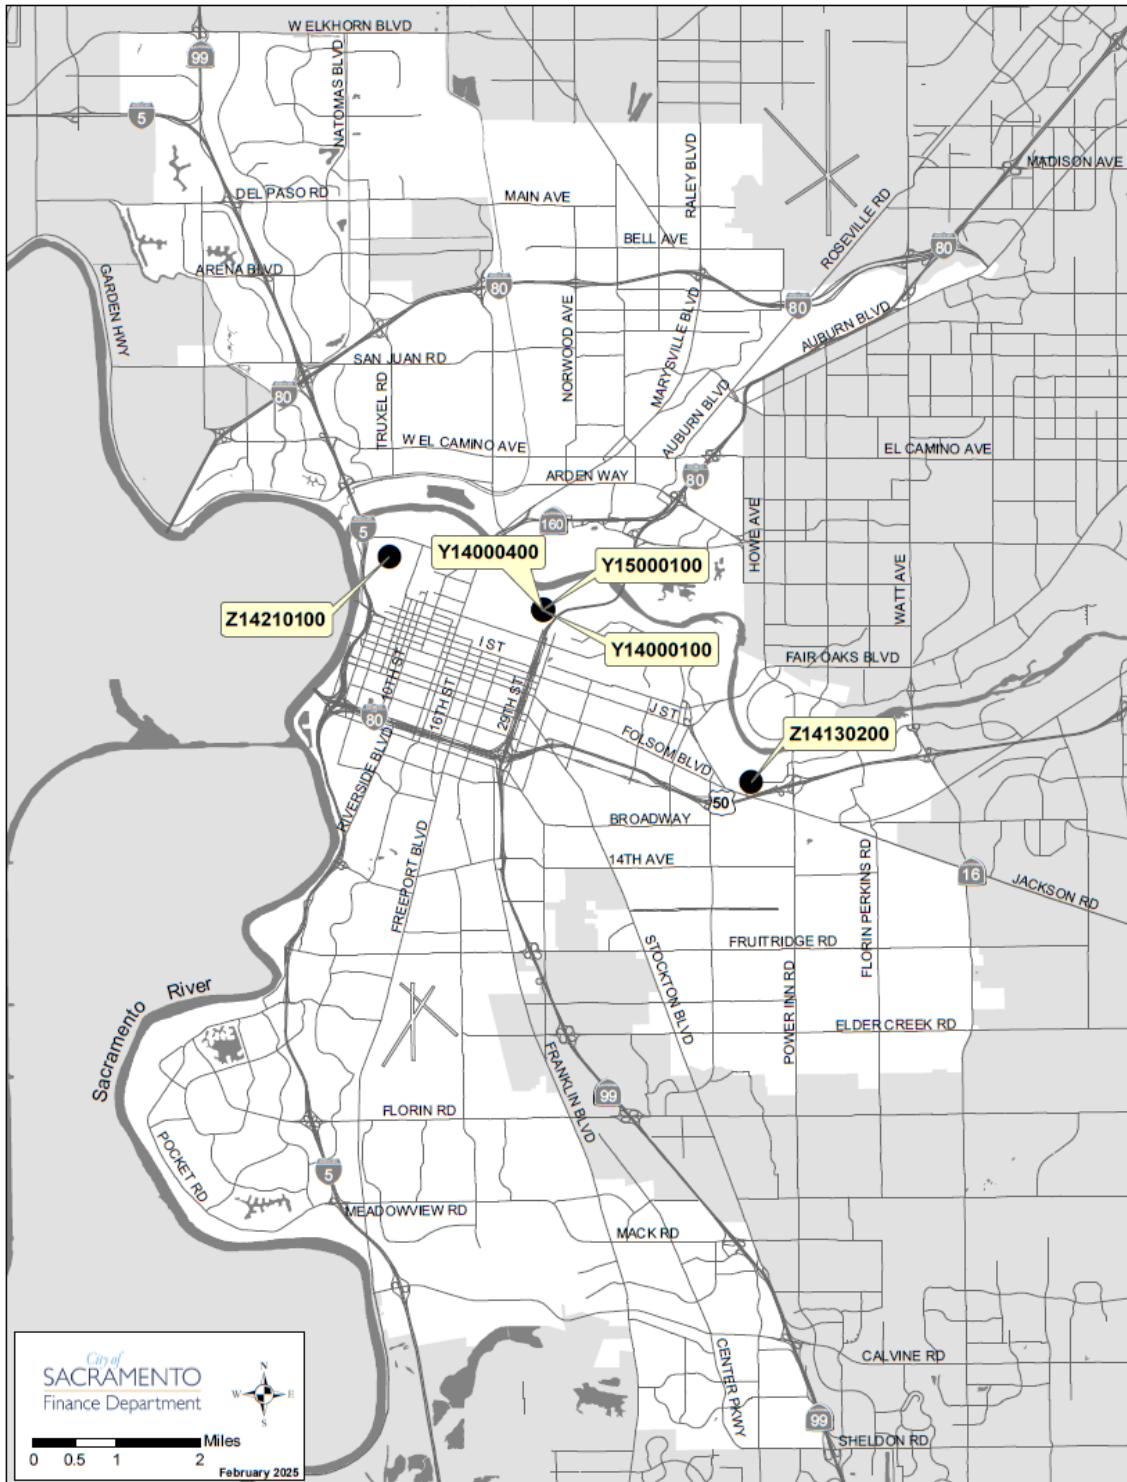 W ELKHORN BLVD
99
NATOMAS BLVD
5
RALEY BLVD
MADISON AVE
DEL PASO RD
MAIN AVE
ROSEVILLE RD
BELL AVE
80
ARENA BLVD
GARDEN HWY
80
80
NORWOOD AVE
MARYSVILLE BLVD
AUBURN BLVD
SAN JUAN RD
80
TRUXEL RD
AUBURN BLVD
W EL CAMINO AVE
EL CAMINO AVE
ARDEN WAY
80
160
5
HOWE AVE
Y14000400
Y15000100
WATT AVE
Z14210100
I ST
Y14000100
FAIR OAKS BLVD
10TH ST
16TH ST
29TH ST
J ST
80
FOLSOM BLVD
Z14130200
RIVERSIDE BLVD
50
BROADWAY
FREEPORT BLVD
14TH AVE
FLORIN PERKINS RD
16
JACKSON RD
FRUITRIDGE RD
STOCKTON BLVD
POWER INN RD
Sacramento River
ELDER CREEK RD
FRANKLIN BLVD
99
FLORIN RD
POCKET RD
5
MEADOWVIEW RD
MACK RD
CENTER PKWY
CALVINE RD
99
SHELDON RD
City of
SACRAMENTO
Finance Department
N
W E
S
Miles
0 0.5 1 2
February 2025